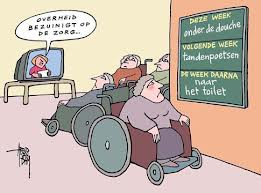 OVERHEID
BEZUINIGT OP
DE ZORG...
DEZE WEEK
onder de douche
VOLGENDE WEEK
tandenpoetsen
DE WEEK DAARNA
naar
het toilet